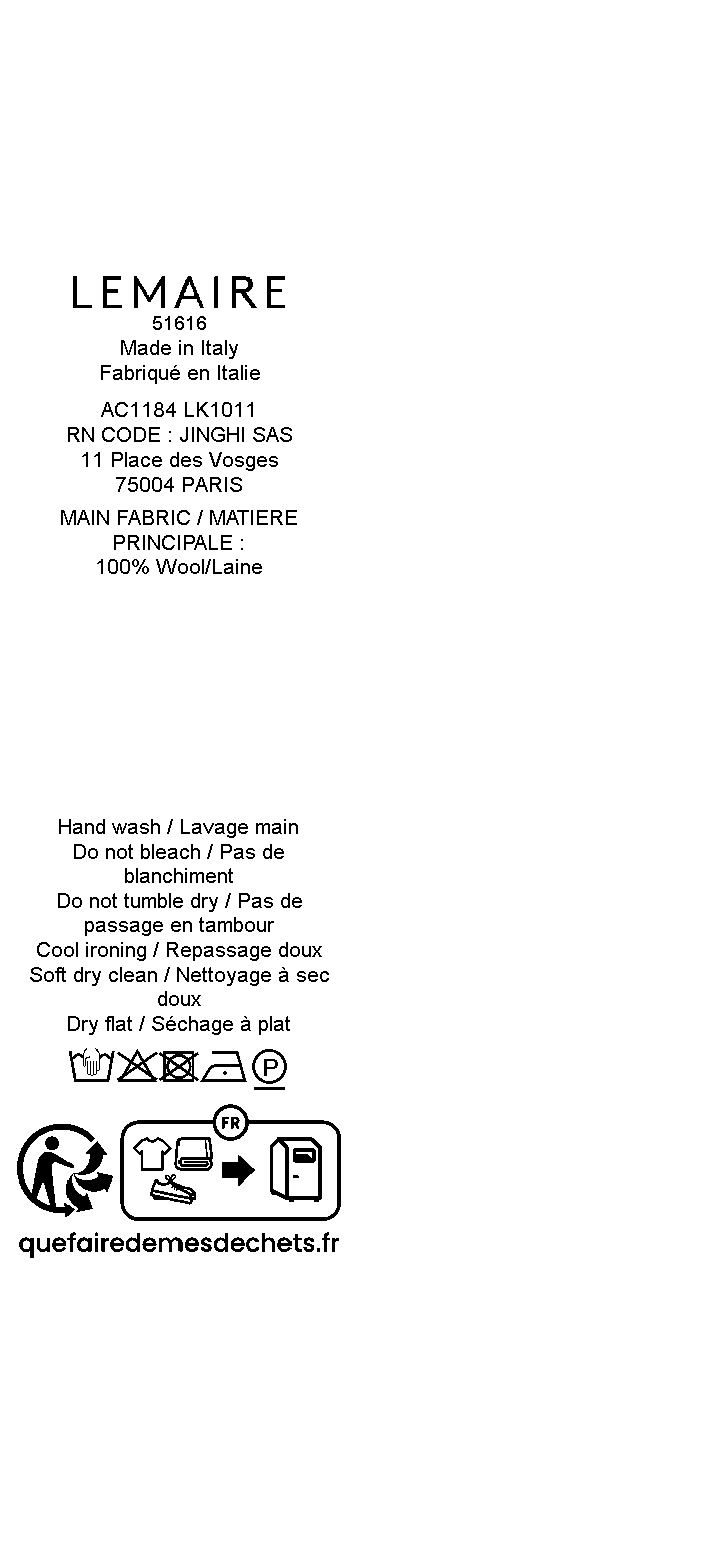 LEMAIRE
51616
Made in Italy
Fabriqué en Italie
AC1184 LK1011
RN CODE : JINGHI SAS
11 Place des Vosges
75004 PARIS
MAIN FABRIC / MATIERE
PRINCIPALE :
100% Wool/Laine
Hand wash / Lavage main
Do not bleach / Pas de
blanchiment
Do not tumble dry / Pas de
passage en tambour
Cool ironing / Repassage doux
Soft dry clean / Nettoyage à sec
doux
Dry flat / Séchage à plat
P
FR
quefairedemesdechets.fr